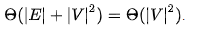 Θ(|E| + |V|²) = Θ(|V|²).